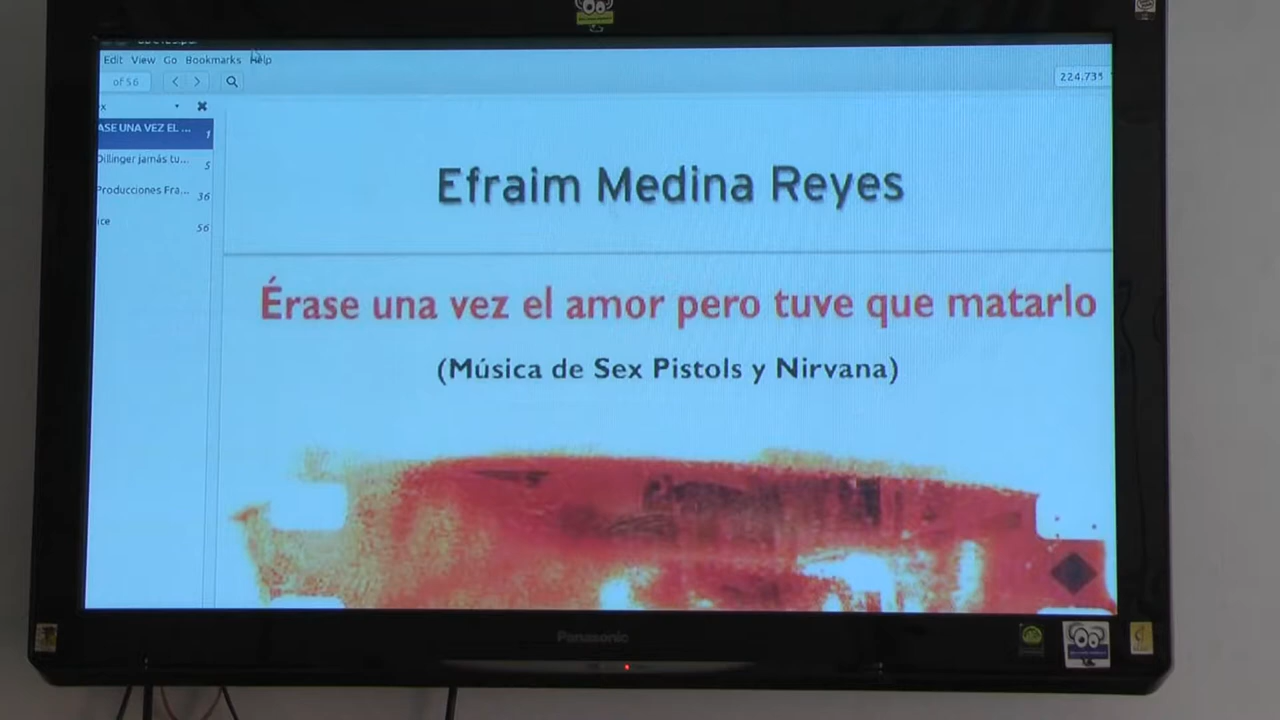 Edit View Go Bookmarks Help
of 56
224.73%
ASE UNA VEZ EL ... 1
Dillinger jamás tu... 5
Producciones Fra... 36
ice 56
Efraim Medina Reyes
Érase una vez el amor pero tuve que matarlo
(Música de Sex Pistols y Nirvana)
Panasonic